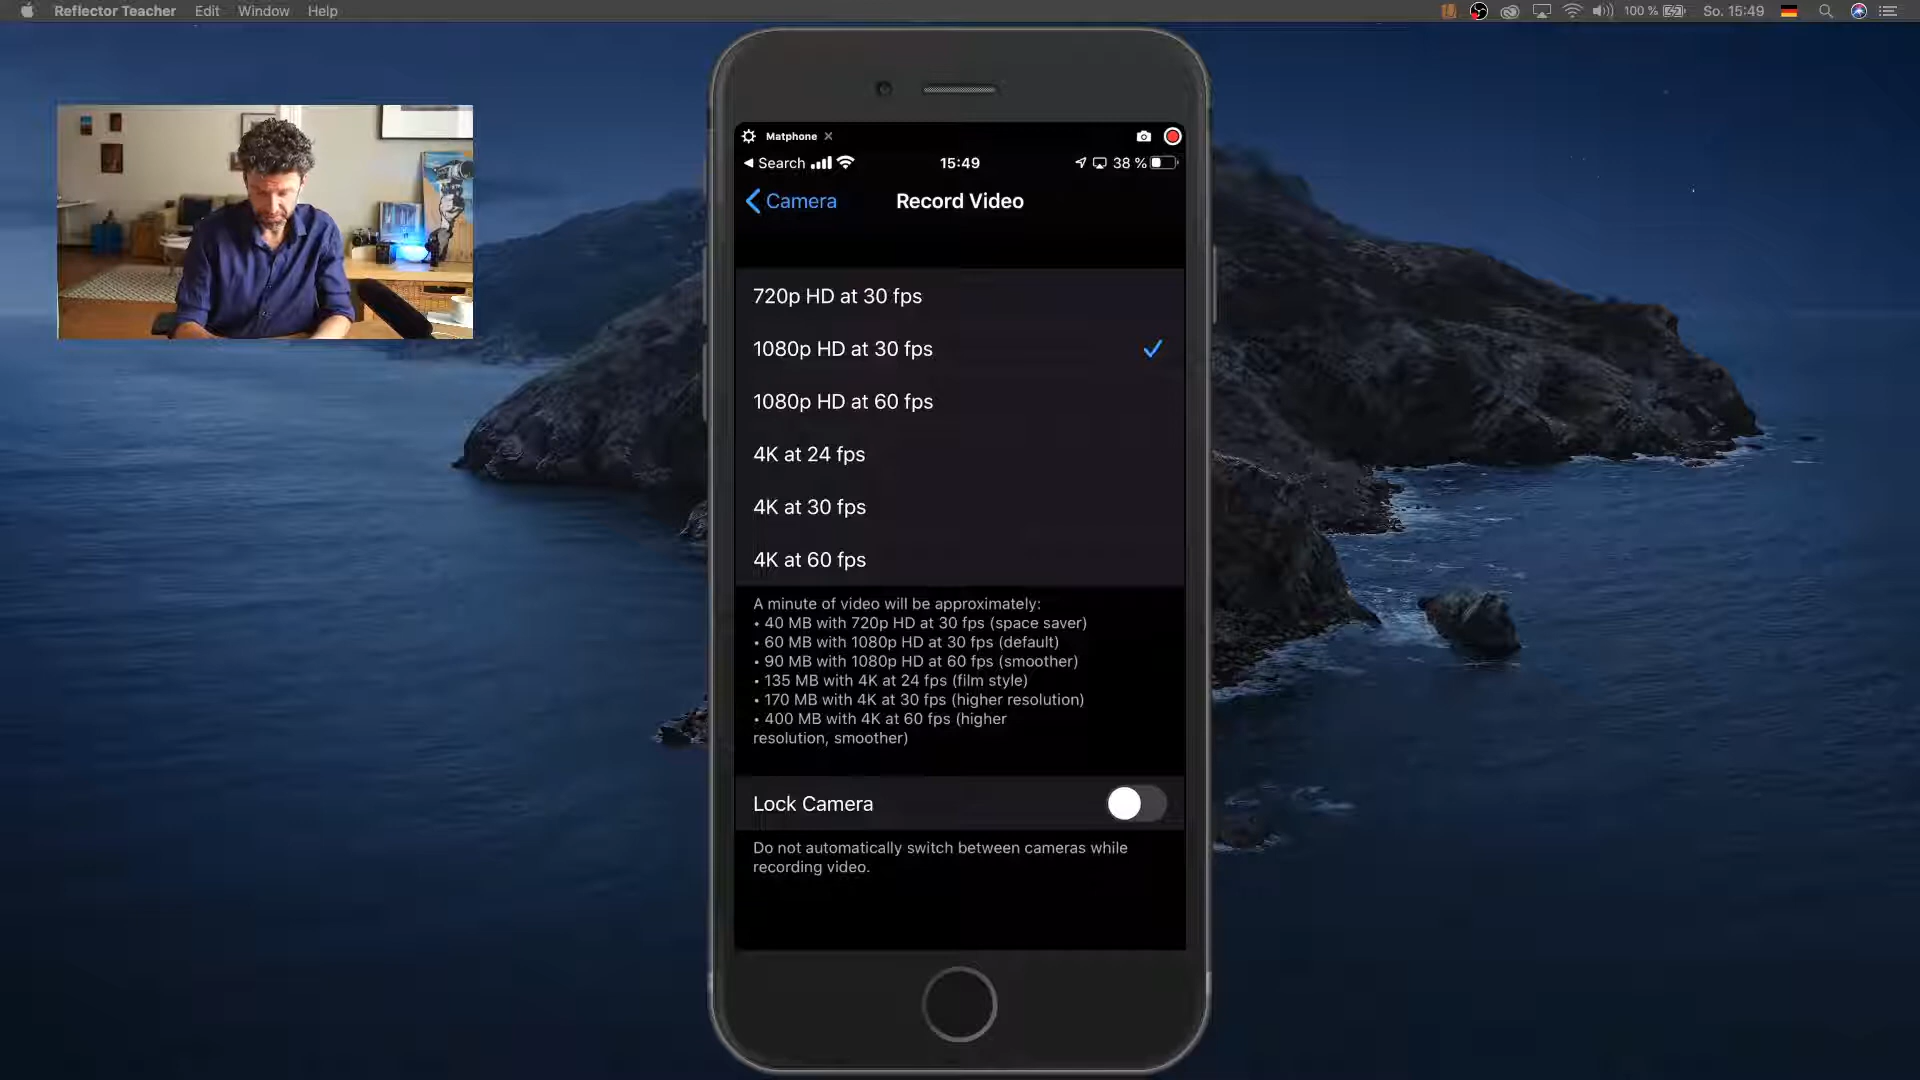 Reflector Teacher Edit Window Help
100 % So. 15:49
Matphone
Search 15:49 38 %
Camera Record Video
720p HD at 30 fps
1080p HD at 30 fps
1080p HD at 60 fps
4K at 24 fps
4K at 30 fps
4K at 60 fps
A minute of video will be approximately:
• 40 MB with 720p HD at 30 fps (space saver)
• 60 MB with 1080p HD at 30 fps (default)
• 90 MB with 1080p HD at 60 fps (smoother)
• 135 MB with 4K at 24 fps (film style)
• 170 MB with 4K at 30 fps (higher resolution)
• 400 MB with 4K at 60 fps (higher
resolution, smoother)
Lock Camera
Do not automatically switch between cameras while
recording video.